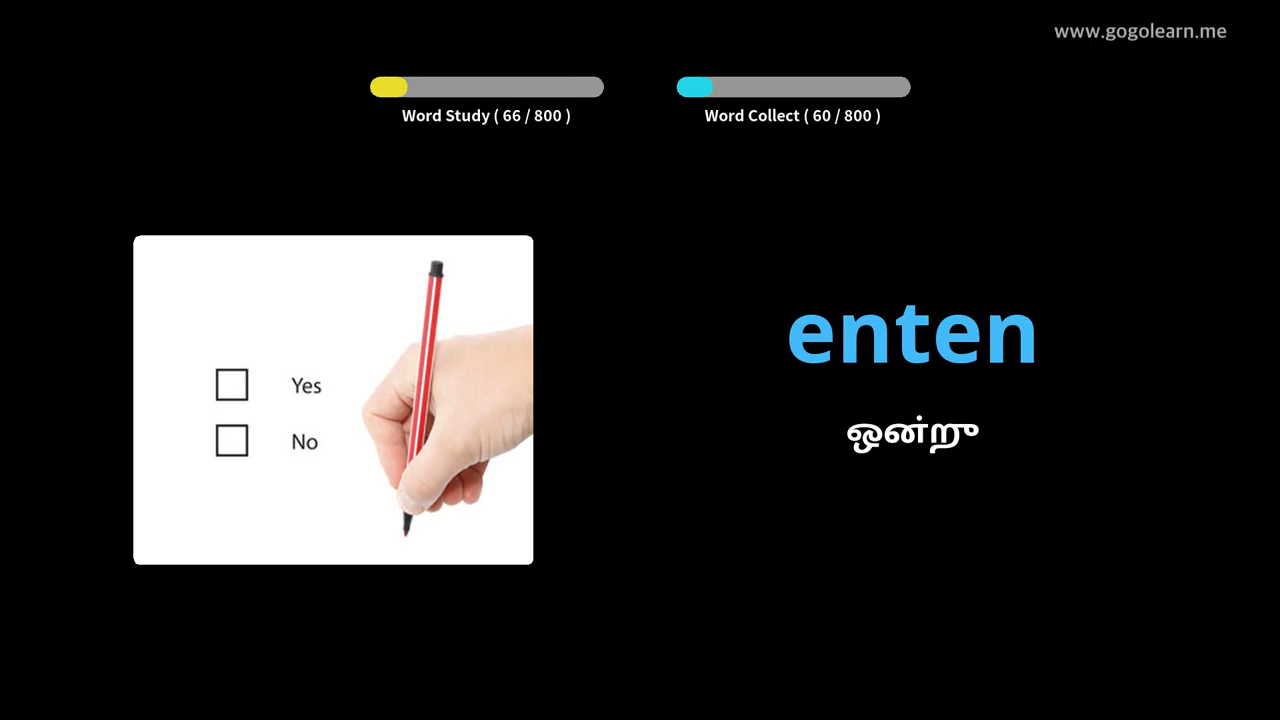 www.gogolearn.me
Word Study ( 66 / 800 )
Word Collect ( 60 / 800 )
Yes
No
enten
ஒன்று